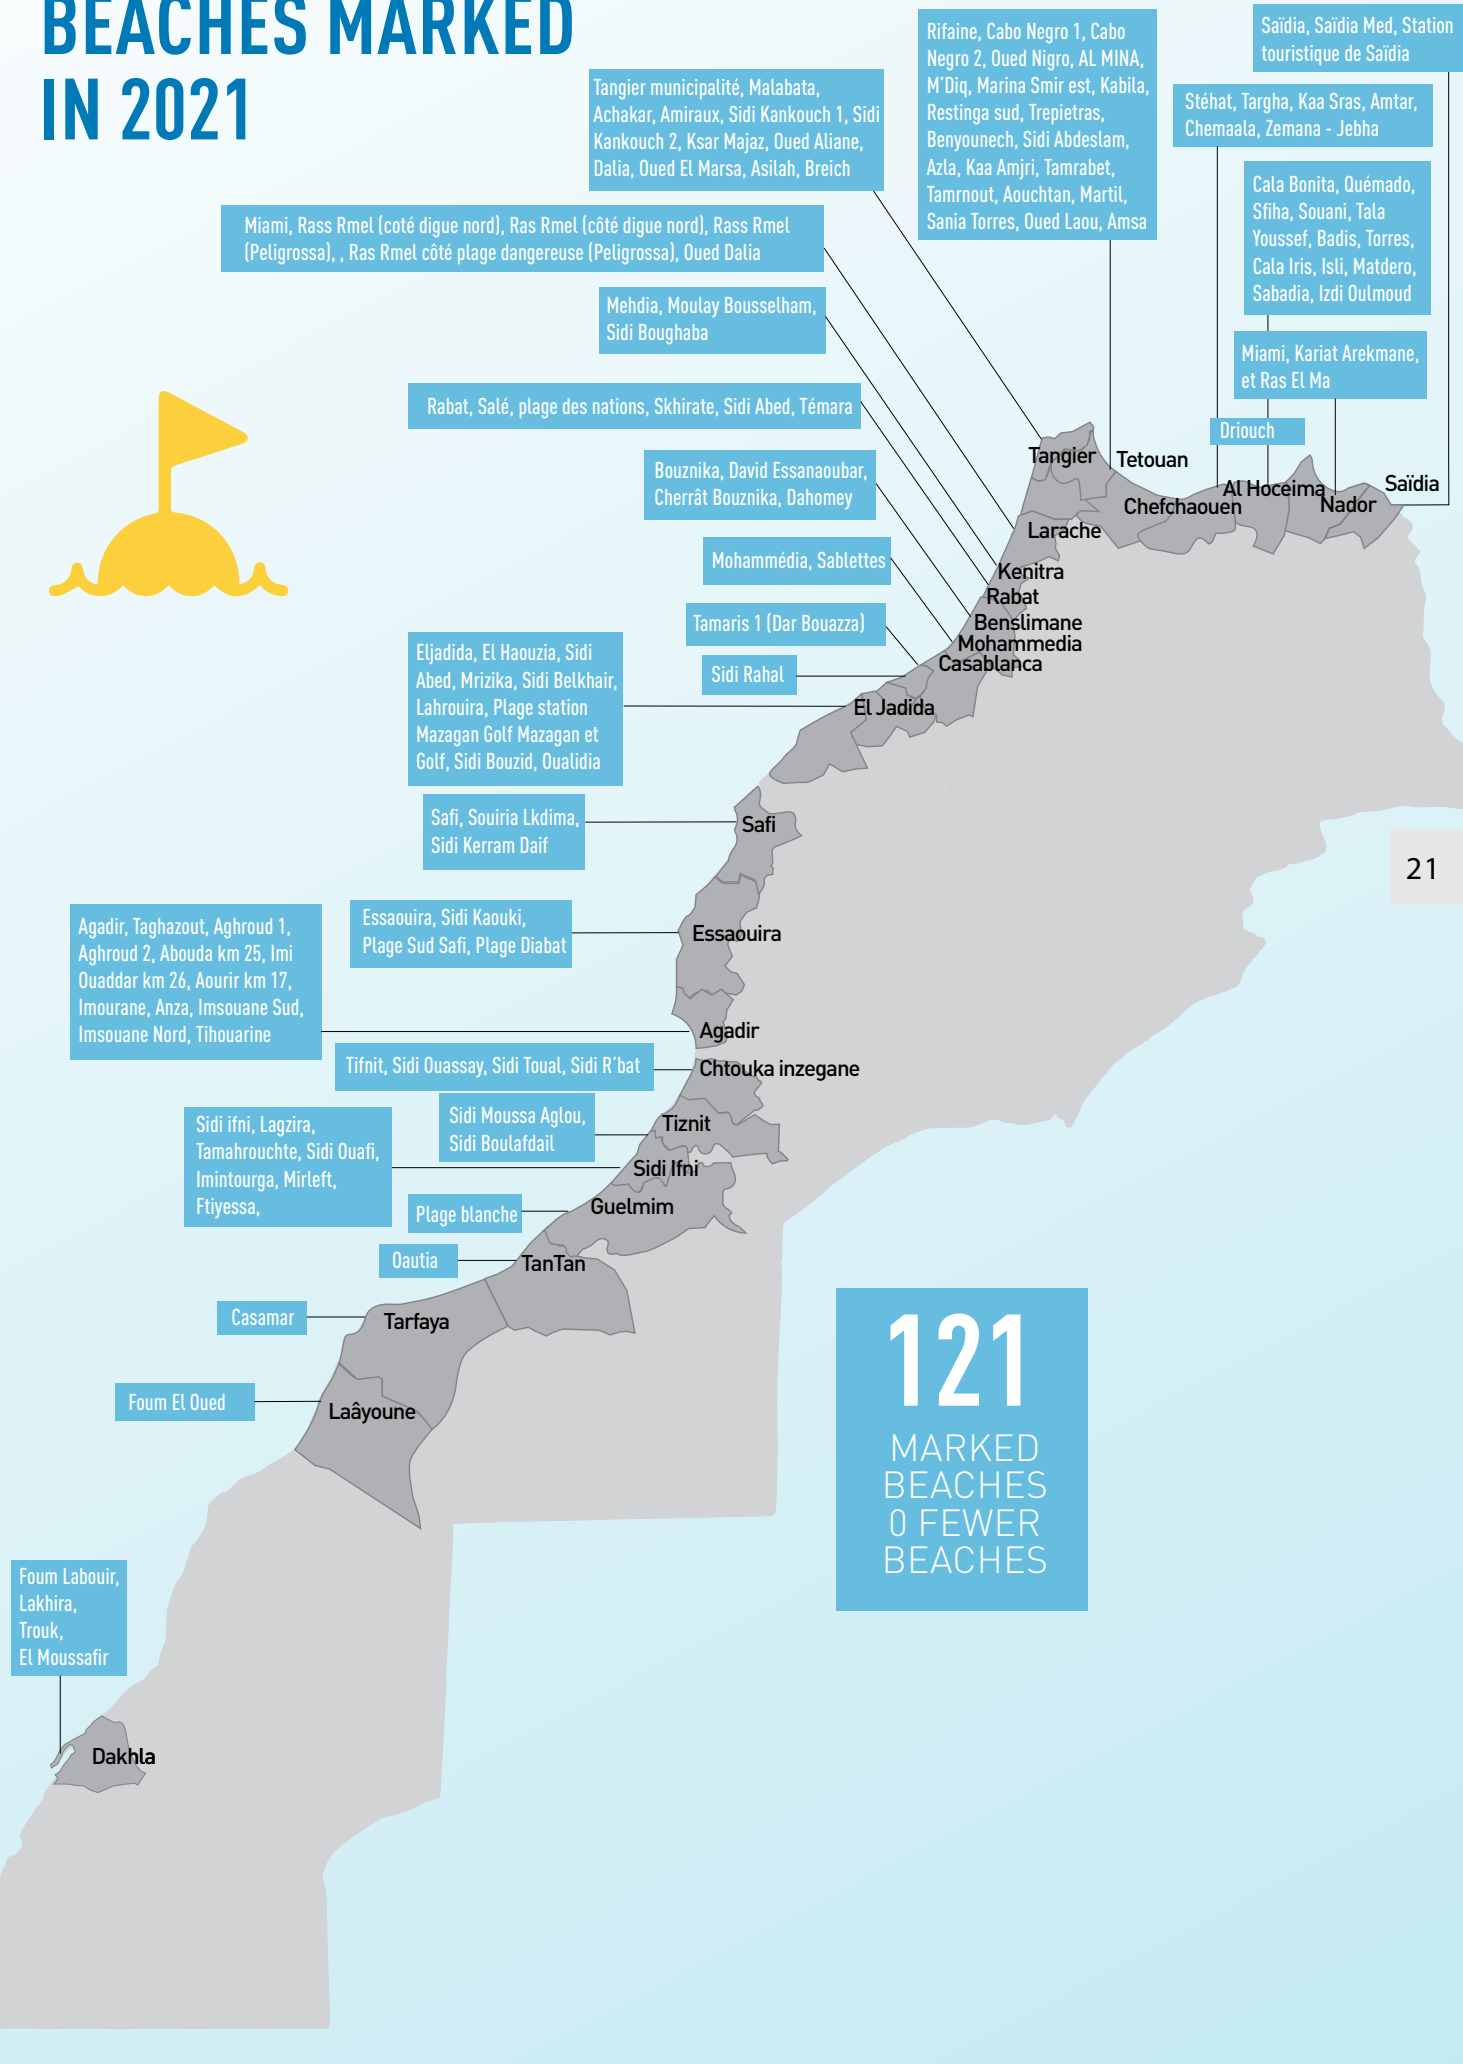 BEACHES MARKED
IN 2021
Saïdia, Saïdia Med, Station
touristique de Saïdia
Rifaine, Cabo Negro 1, Cabo
Negro 2, Oued Nigro, AL MINA,
M'Diq, Marina Smir est, Kabila,
Restinga sud, Trepietras,
Benyounech, Sidi Abdeslam,
Azla, Kaa Amjri, Tamrabet,
Tamrnout, Aouchtan, Martil,
Sania Torres, Oued Laou, Amsa
Tangier municipalité, Malabata,
Achakar, Amiraux, Sidi Kankouch 1, Sidi
Kankouch 2, Ksar Majaz, Oued Aliane,
Dalia, Oued El Marsa, Asilah, Breich
Stéhat, Targha, Kaa Sras, Amtar,
Chemaala, Zemana - Jebha
Cala Bonita, Quémado,
Sfiha, Souani, Tala
Youssef, Badis, Torres,
Cala Iris, Isli, Matdero,
Sabadia, Izdi Oulmoud
Miami, Rass Rmel (coté digue nord), Ras Rmel (côté digue nord), Rass Rmel
(Peligrossa), , Ras Rmel côté plage dangereuse (Peligrossa), Oued Dalia
Mehdia, Moulay Bousselham,
Sidi Boughaba
Miami, Kariat Arekmane,
et Ras El Ma
Rabat, Salé, plage des nations, Skhirate, Sidi Abed, Témara
Driouch
Bouznika, David Essanaoubar,
Cherrât Bouznika, Dahomey
Tangier
Tetouan
Saïdia
Al Hoceima
Chefchaouen
Nador
Larache
Mohammédia, Sablettes
Kenitra
Rabat
Tamaris 1 (Dar Bouazza)
Benslimane
Mohammedia
Casablanca
Sidi Rahal
Eljadida, El Haouzia, Sidi
Abed, Mrizika, Sidi Belkhair,
Lahrouira, Plage station
Mazagan Golf Mazagan et
Golf, Sidi Bouzid, Oualidia
El Jadida
Safi, Souiria Lkdima,
Sidi Kerram Daif
Safi
21
Essaouira, Sidi Kaouki,
Plage Sud Safi, Plage Diabat
Essaouira
Agadir, Taghazout, Aghroud 1,
Aghroud 2, Abouda km 25, Imi
Ouaddar km 26, Aourir km 17,
Imourane, Anza, Imsouane Sud,
Imsouane Nord, Tihouarine
Agadir
Tifnit, Sidi Ouassay, Sidi Toual, Sidi R'bat
Chtouka inzegane
Sidi Moussa Aglou,
Sidi Boulafdail
Tiznit
Sidi ifni, Lagzira,
Tamahrouchte, Sidi Ouafi,
Imintourga, Mirleft,
Ftiyessa,
Sidi Ifni
Plage blanche
Guelmim
Oautia
TanTan
Casamar
Tarfaya
Foum El Oued
Laâyoune
121
MARKED
BEACHES
0 FEWER
BEACHES
Foum Labouir,
Lakhira,
Trouk,
El Moussafir
Dakhla